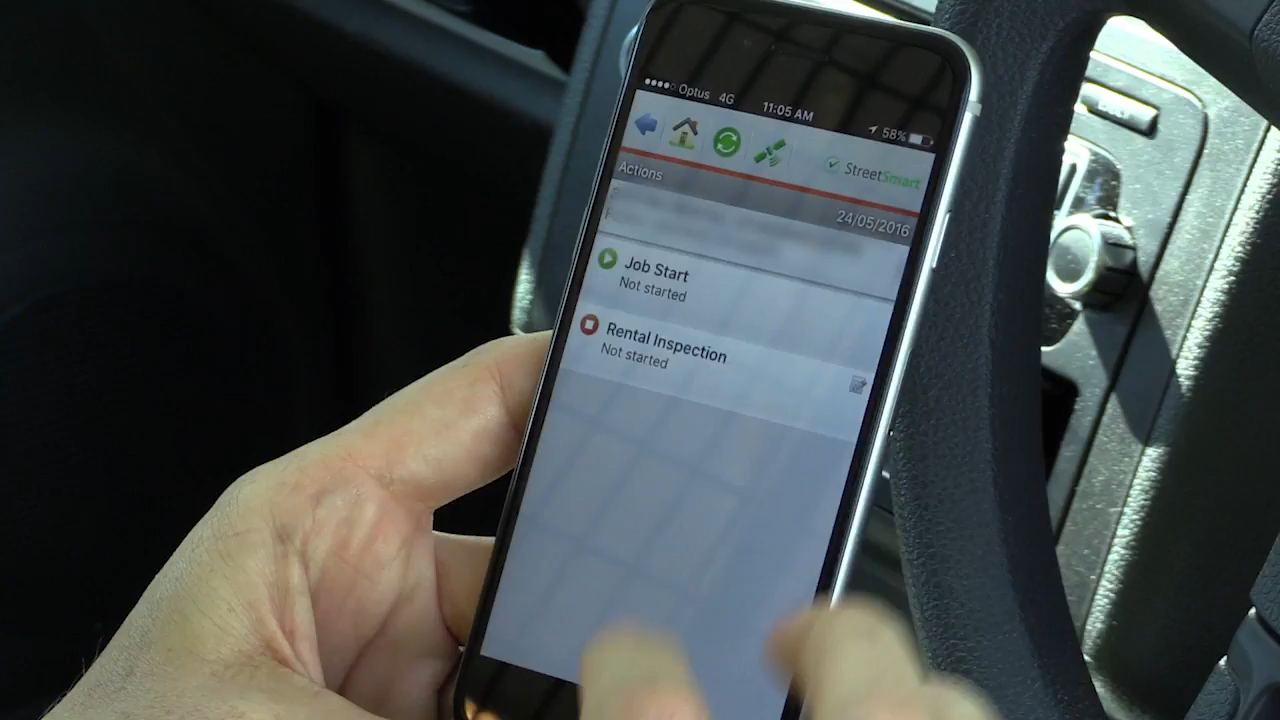 Optus 4G 11:05 AM 58%
StreetSmart
Actions
24/05/2016
Job Start
Not started
Rental Inspection
Not started